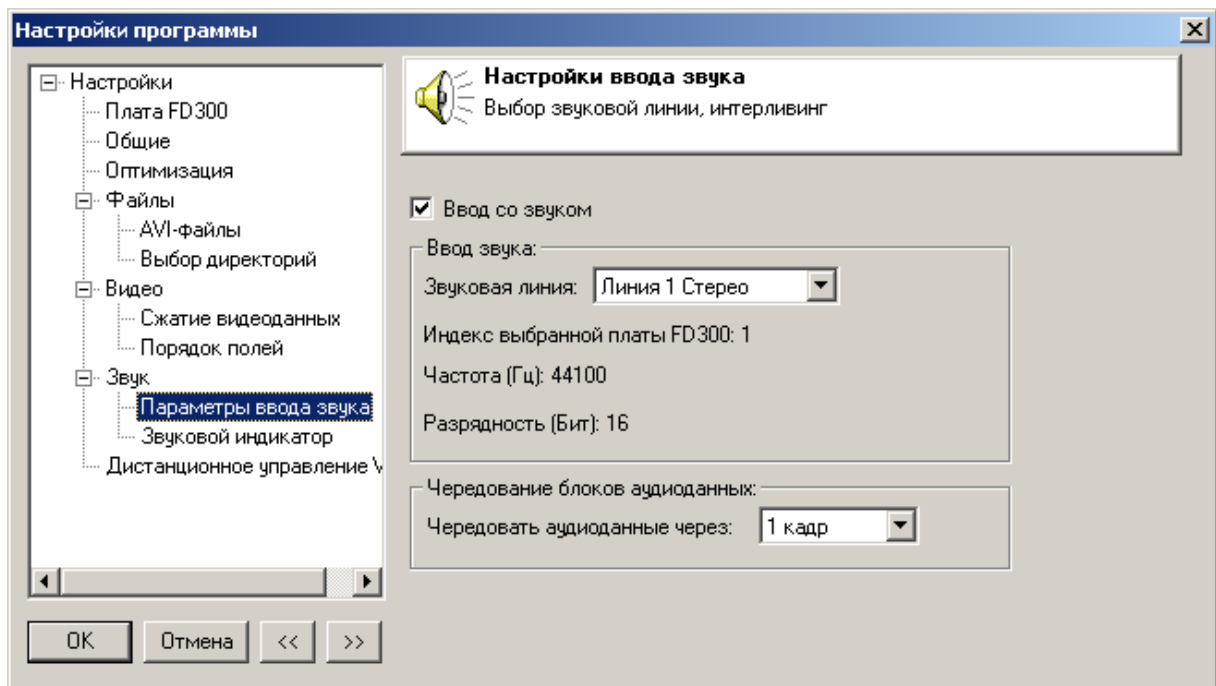 Настройки программы
Настройки
Плата FD300
Общие
Оптимизация
Файлы
AVI-файлы
Выбор директорий
Видео
Сжатие видеоданных
Порядок полей
Звук
Параметры ввода звука
Звуковой индикатор
Дистанционное управление V
OK
Отмена
<<
>>
Настройки ввода звука
Выбор звуковой линии, интерливинг
Ввод со звуком
Ввод звука:
Звуковая линия: Линия 1 Стерео
Индекс выбранной платы FD300: 1
Частота (Гц): 44100
Разрядность (Бит): 16
Чередование блоков аудиоданных:
Чередовать аудиоданные через: 1 кадр